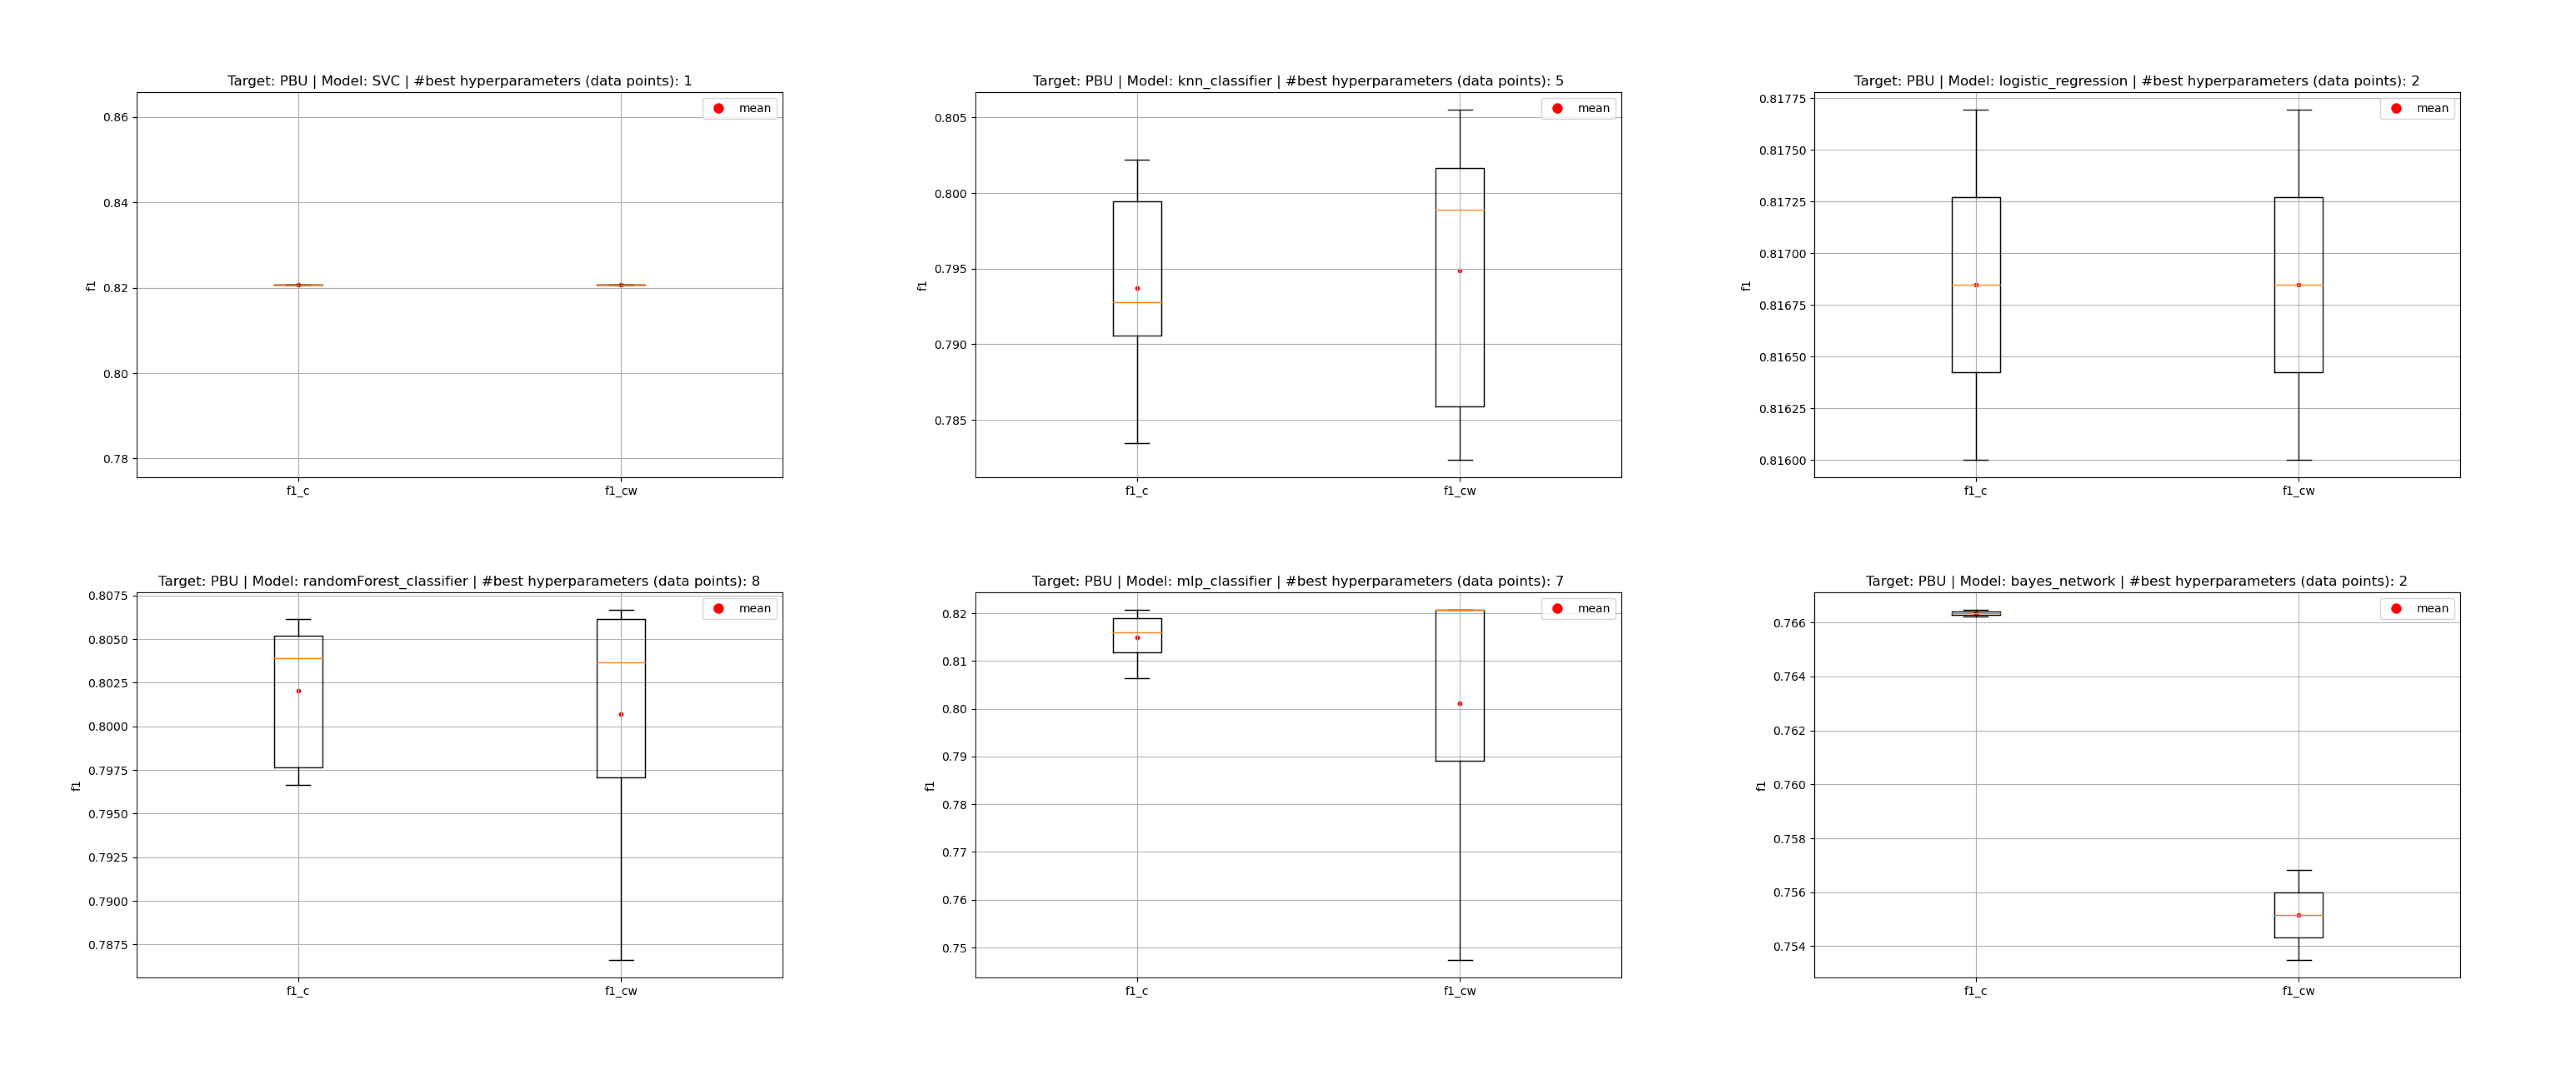 Target: PBU | Model: SVC | #best hyperparameters (data points): 1
mean
0.86
0.84
0.82
0.80
0.78
f1
f1_c
f1_cw
Target: PBU | Model: knn_classifier | #best hyperparameters (data points): 5
mean
0.805
0.800
0.795
0.790
0.785
f1
f1_c
f1_cw
Target: PBU | Model: logistic_regression | #best hyperparameters (data points): 2
mean
0.81775
0.81750
0.81725
0.81700
0.81675
0.81650
0.81625
0.81600
f1
f1_c
f1_cw
Target: PBU | Model: randomForest_classifier | #best hyperparameters (data points): 8
mean
0.8075
0.8050
0.8025
0.8000
0.7975
0.7950
0.7925
0.7900
0.7875
f1
f1_c
f1_cw
Target: PBU | Model: mlp_classifier | #best hyperparameters (data points): 7
mean
0.82
0.81
0.80
0.79
0.78
0.77
0.76
0.75
f1
f1_c
f1_cw
Target: PBU | Model: bayes_network | #best hyperparameters (data points): 2
mean
0.766
0.764
0.762
0.760
0.758
0.756
0.754
f1
f1_c
f1_cw